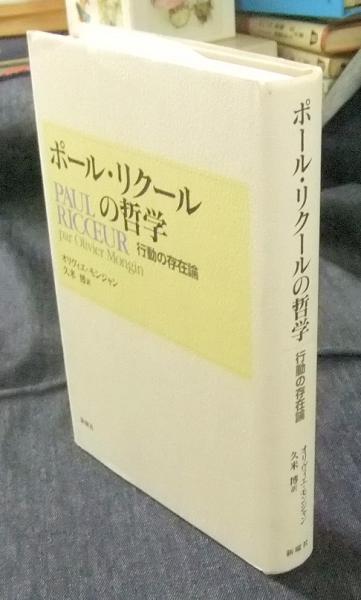 ポール・リクール
の哲学
PAUL
RICŒUR
par Olivier Mongin
行動の存在論
オリヴィエ・モンジャン
久米 博 訳
新曜社
ポール・リクールの哲学
行動の存在論
オリヴィエ・モンジャン
久米 博 訳
新曜社